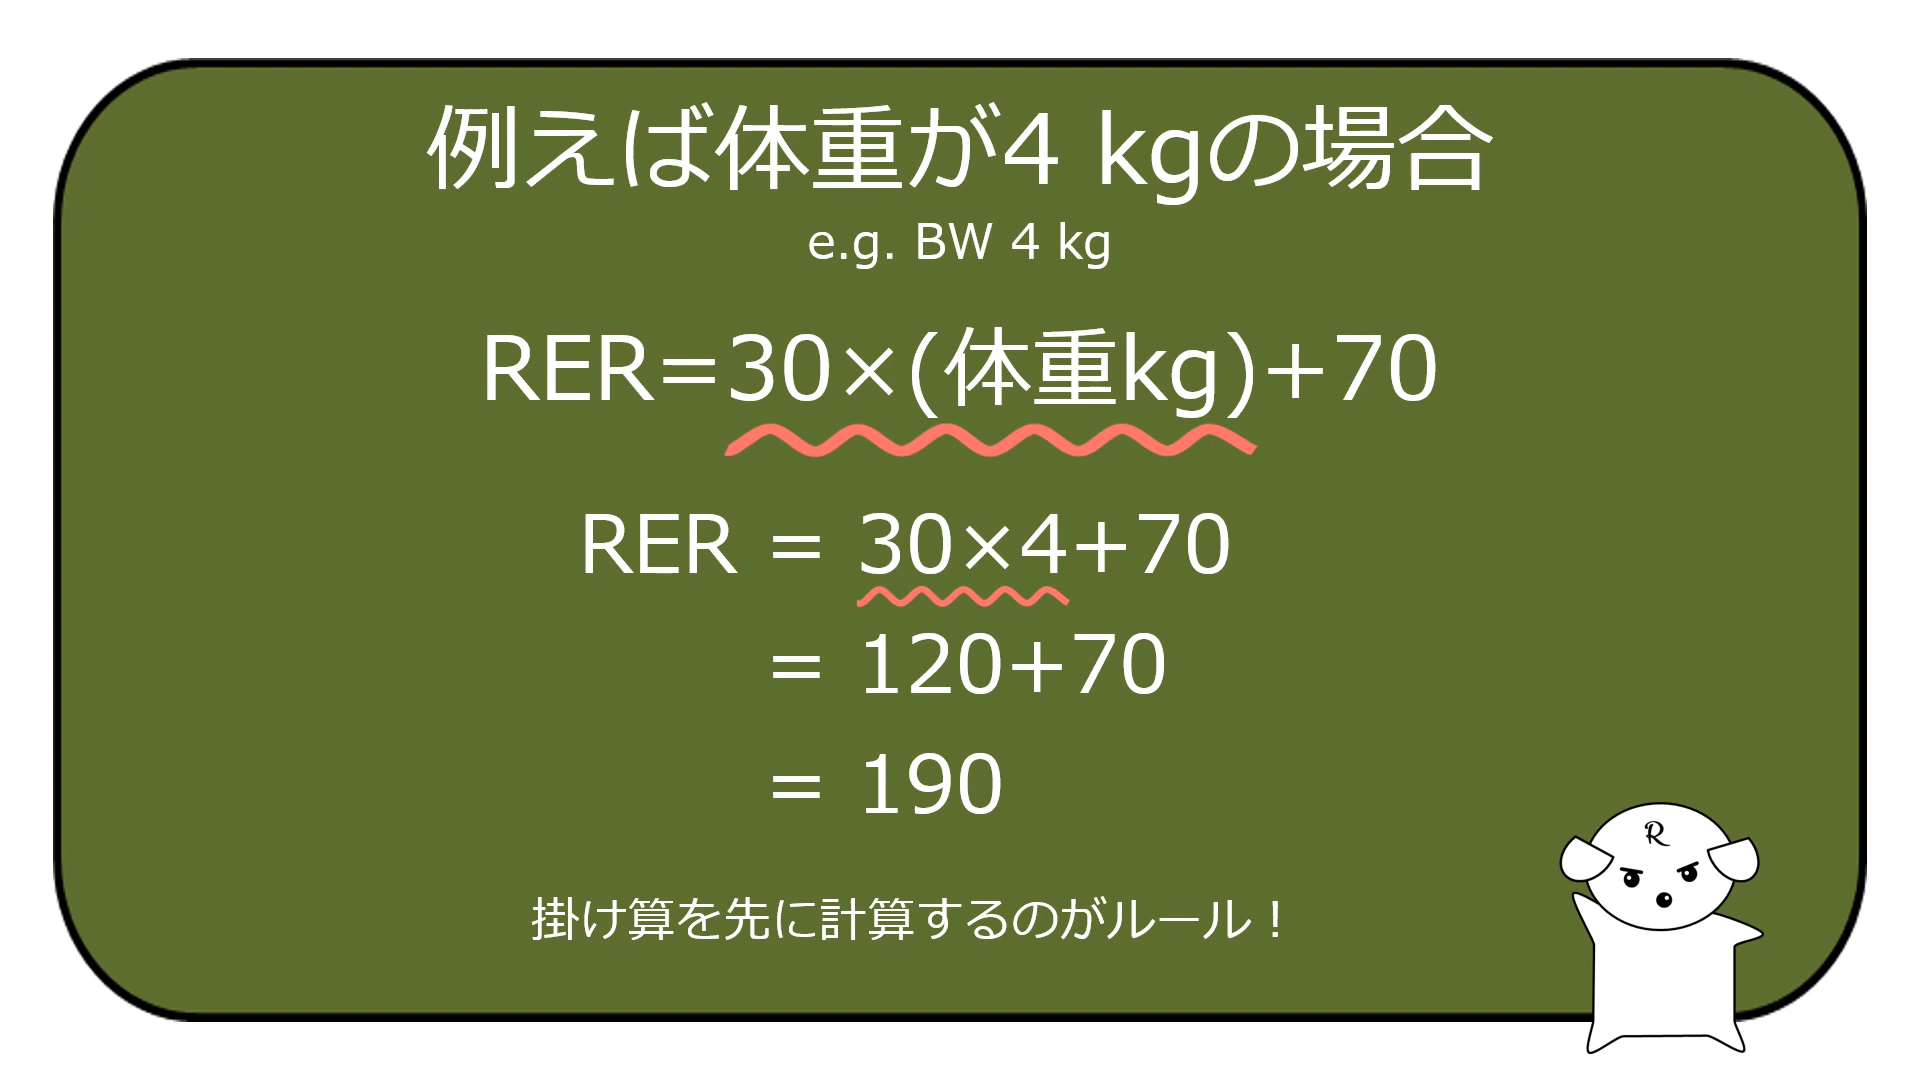 例えば体重が4 kgの場合
e.g. BW 4 kg
RER=30×(体重kg)+70
RER = 30×4+70
= 120+70
= 190
掛け算を先に計算するのがルール！
R